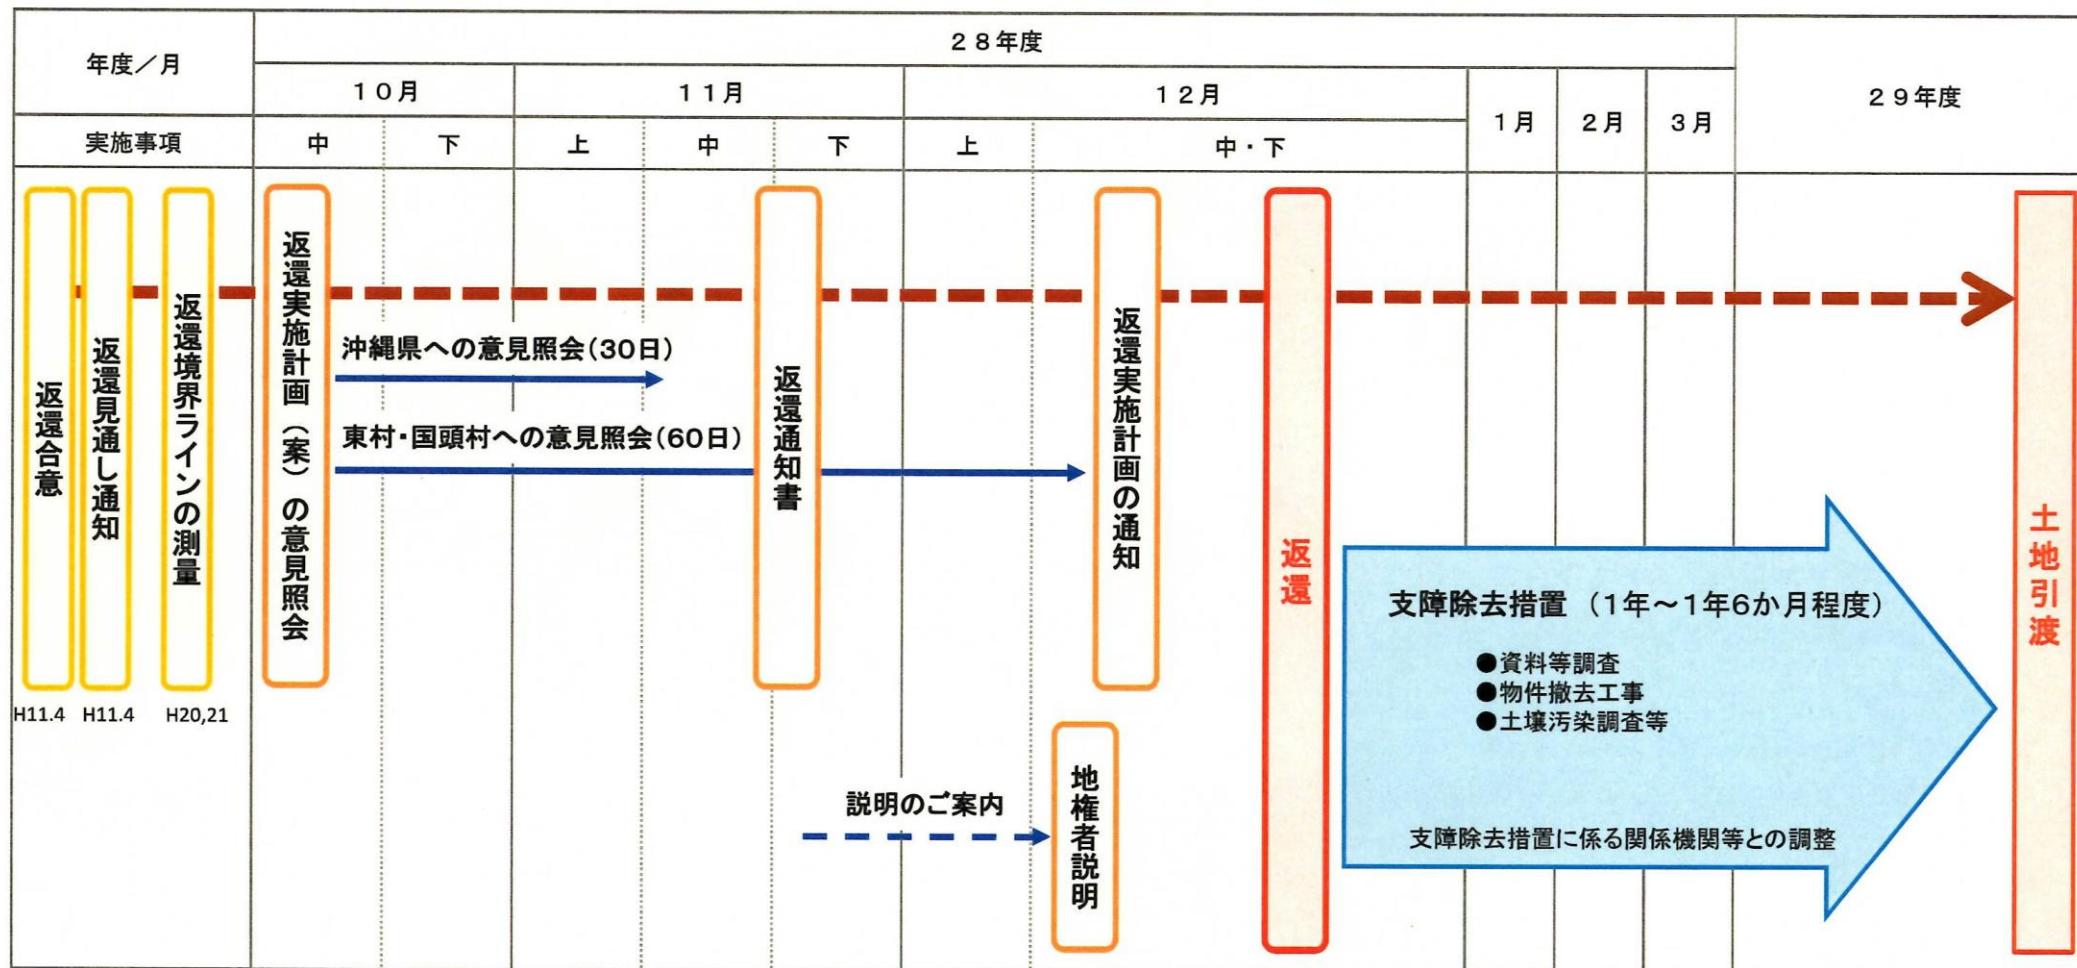 年度／月
２８年度
２９年度
１０月
１１月
１２月
１月
２月
３月
実施事項
中
下
上
中
下
上
中・下
返還合意
返還見通し通知
返還境界ラインの測量
返還実施計画（案）の意見照会
沖縄県への意見照会(30日)
東村・国頭村への意見照会(60日)
返還通知書
返還実施計画の通知
返還
土地引渡
支障除去措置 （１年～１年６か月程度）
●資料等調査
●物件撤去工事
●土壌汚染調査等
支障除去措置に係る関係機関等との調整
H11.4
H11.4
H20,21
説明のご案内
地権者説明